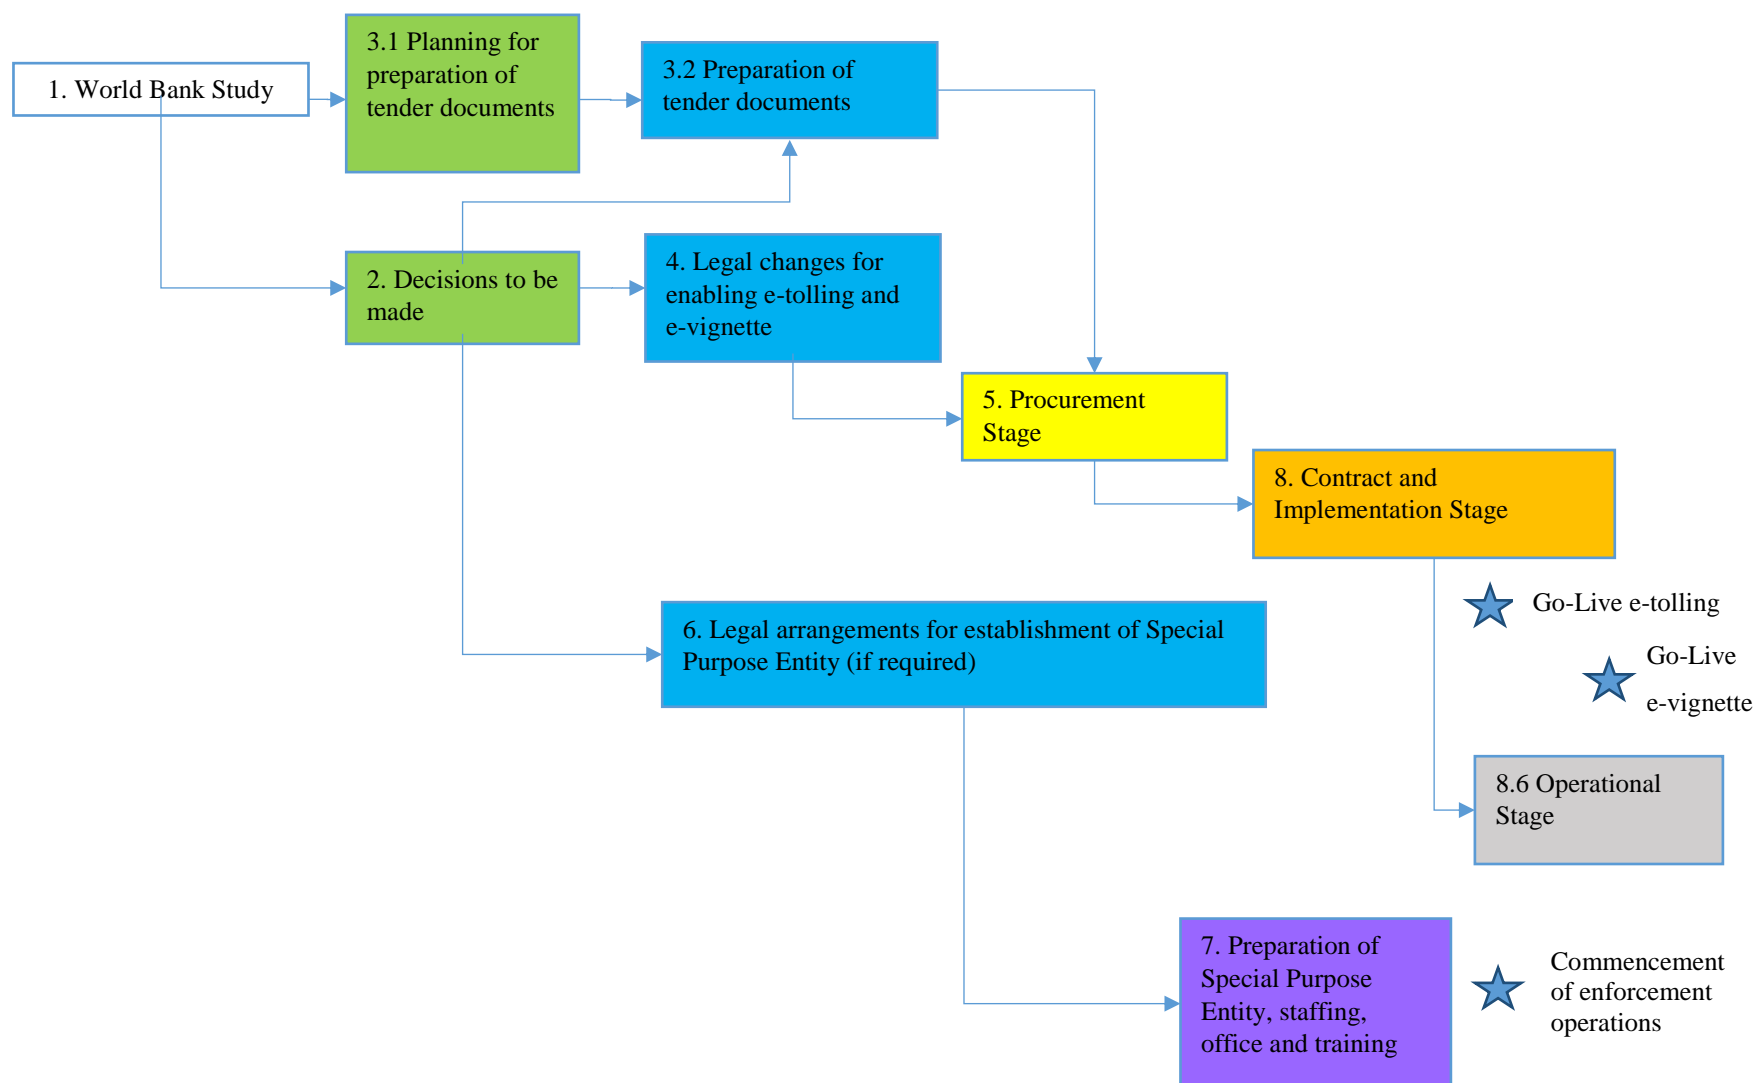 1. World Bank Study
3.1 Planning for
preparation of
tender documents
3.2 Preparation of
tender documents
2. Decisions to be
made
4. Legal changes for
enabling e-tolling and
e-vignette
5. Procurement
Stage
8. Contract and
Implementation Stage
Go-Live e-tolling
Go-Live
e-vignette
6. Legal arrangements for establishment of Special
Purpose Entity (if required)
8.6 Operational
Stage
7. Preparation of
Special Purpose
Entity, staffing,
office and training
Commencement
of enforcement
operations